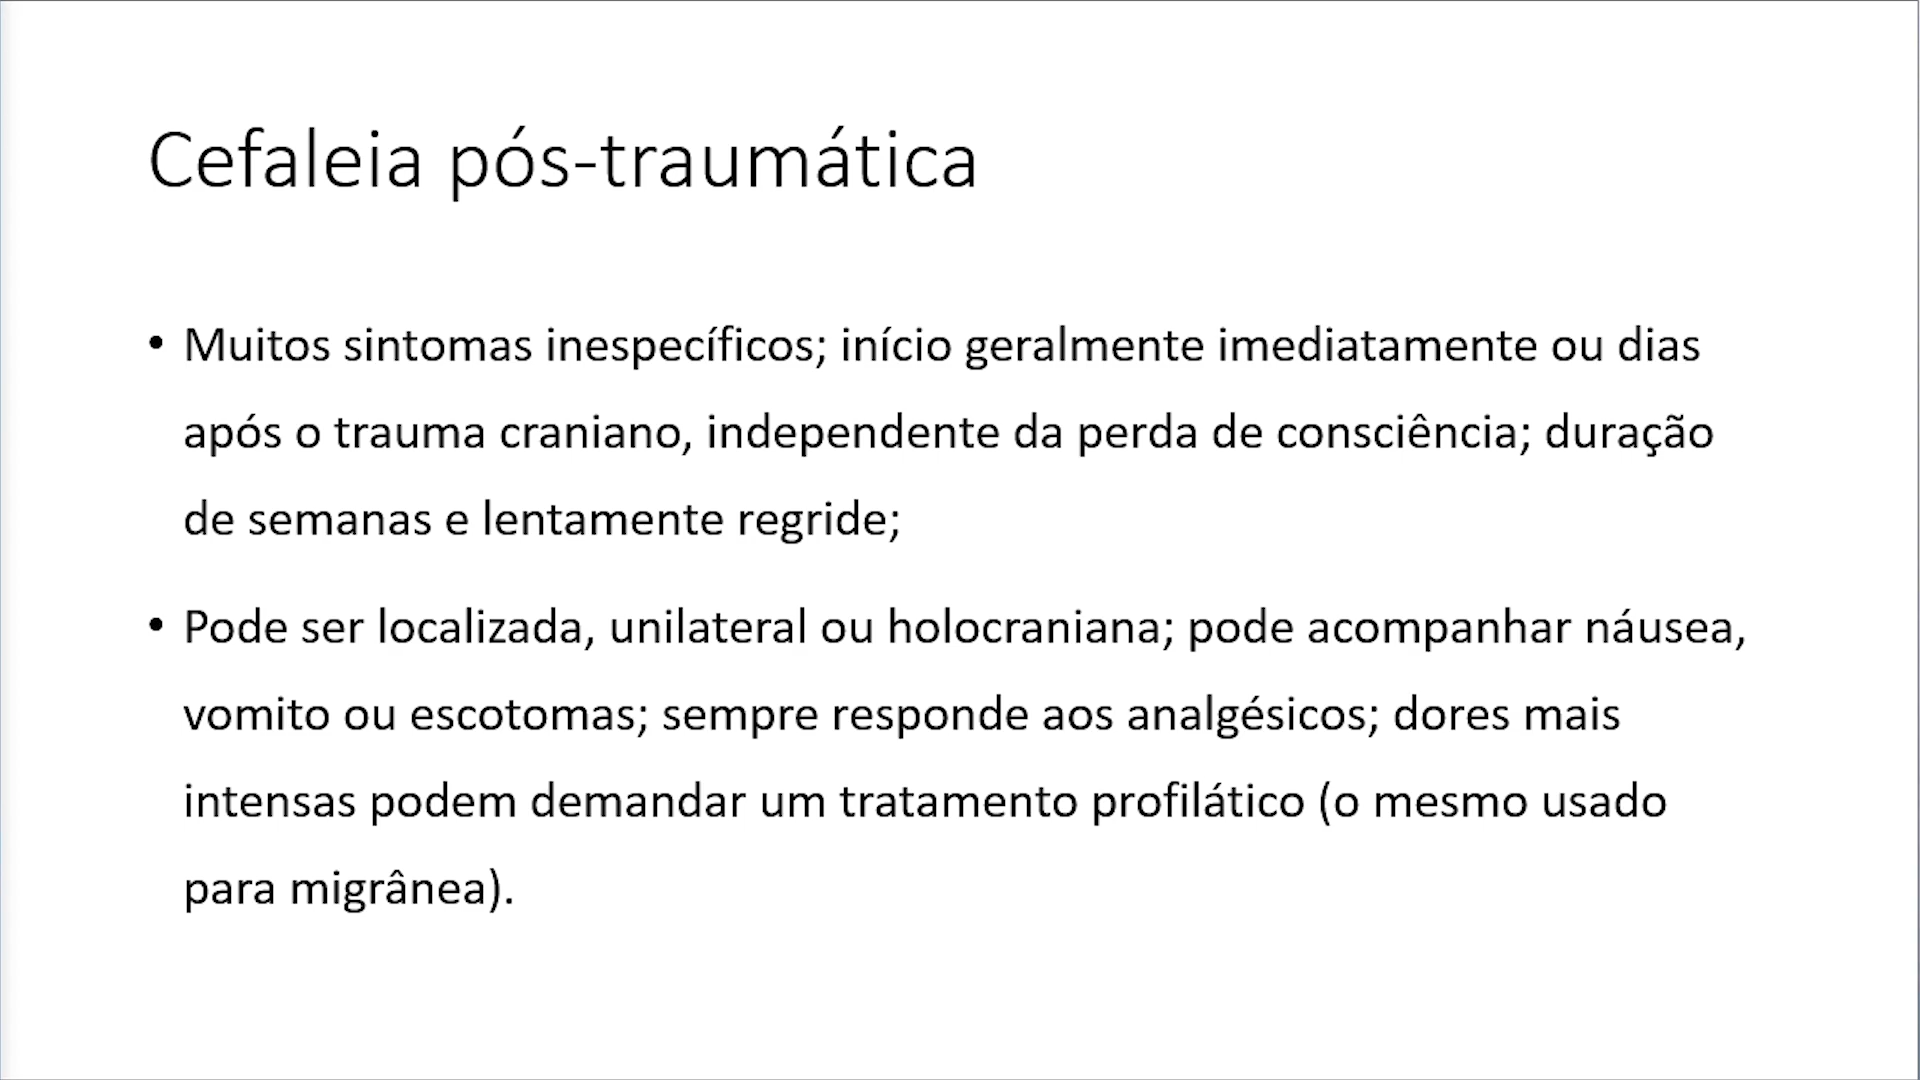 Cefaleia pós-traumática
• Muitos sintomas inespecíficos; início geralmente imediatamente ou dias
após o trauma craniano, independente da perda de consciência; duração
de semanas e lentamente regride;
• Pode ser localizada, unilateral ou holocraniana; pode acompanhar náusea,
vomito ou escotomas; sempre responde aos analgésicos; dores mais
intensas podem demandar um tratamento profilático (o mesmo usado
para migrânea).